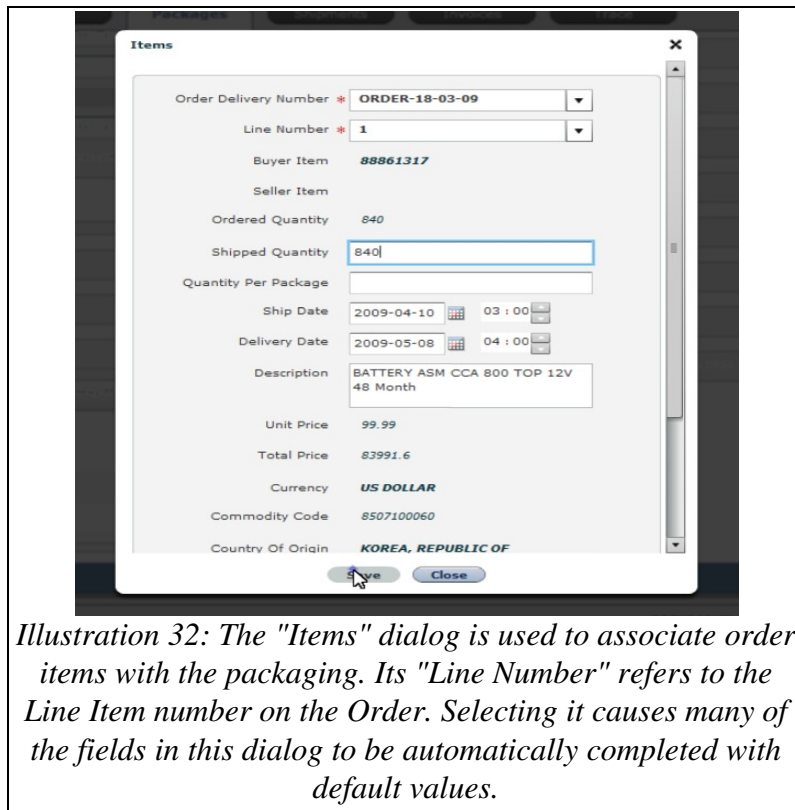 Packages Shipments Invoices Trace
Items
Order Delivery Number * ORDER-18-03-09
Line Number * 1
Buyer Item 88861317
Seller Item
Ordered Quantity 840
Shipped Quantity 840
Quantity Per Package
Ship Date 2009-04-10 03 : 00
Delivery Date 2009-05-08 04 : 00
Description BATTERY ASM CCA 800 TOP 12V
48 Month
Unit Price 99.99
Total Price 83991.6
Currency US DOLLAR
Commodity Code 8507100060
Country Of Origin KOREA, REPUBLIC OF
Save Close
Illustration 32: The "Items" dialog is used to associate order
items with the packaging. Its "Line Number" refers to the
Line Item number on the Order. Selecting it causes many of
the fields in this dialog to be automatically completed with
default values.